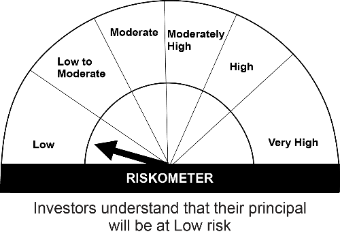 Low
Low to
Moderate
Moderate
Moderately
High
High
Very High
RISKOMETER
Investors understand that their principal
will be at Low risk